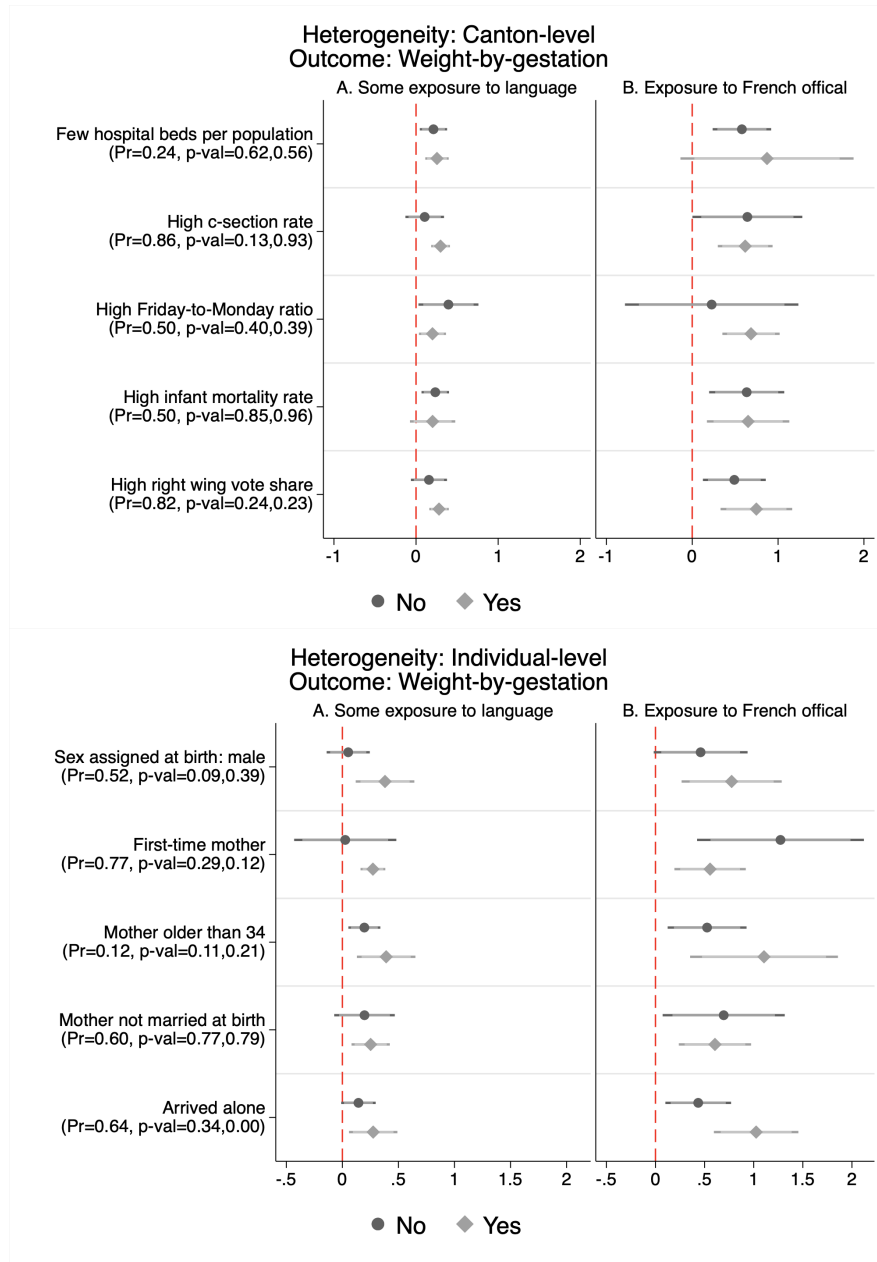 Heterogeneity: Canton-level
Outcome: Weight-by-gestation
A. Some exposure to language
B. Exposure to French offical
Few hospital beds per population
(Pr=0.24, p-val=0.62,0.56)
High c-section rate
(Pr=0.86, p-val=0.13,0.93)
High Friday-to-Monday ratio
(Pr=0.50, p-val=0.40,0.39)
High infant mortality rate
(Pr=0.50, p-val=0.85,0.96)
High right wing vote share
(Pr=0.82, p-val=0.24,0.23)
-1 0 1 2
-1 0 1 2
No Yes
Heterogeneity: Individual-level
Outcome: Weight-by-gestation
A. Some exposure to language
B. Exposure to French offical
Sex assigned at birth: male
(Pr=0.52, p-val=0.09,0.39)
First-time mother
(Pr=0.77, p-val=0.29,0.12)
Mother older than 34
(Pr=0.12, p-val=0.11,0.21)
Mother not married at birth
(Pr=0.60, p-val=0.77,0.79)
Arrived alone
(Pr=0.64, p-val=0.34,0.00)
-.5 0 .5 1 1.5 2
-.5 0 .5 1 1.5 2
No Yes